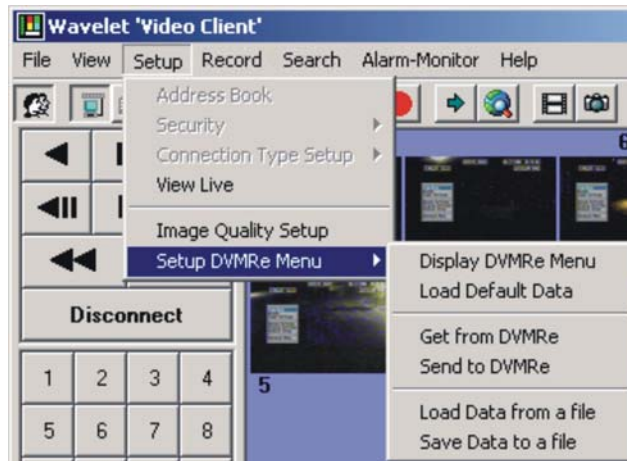 Wavelet 'Video Client'
File View Setup Record Search Alarm-Monitor Help
Address Book
Security
Connection Type Setup
View Live
Image Quality Setup
Setup DVMRe Menu
Display DVMRe Menu
Load Default Data
Get from DVMRe
Send to DVMRe
Load Data from a file
Save Data to a file
Disconnect
1 2 3 4
5 6 7 8
5
6